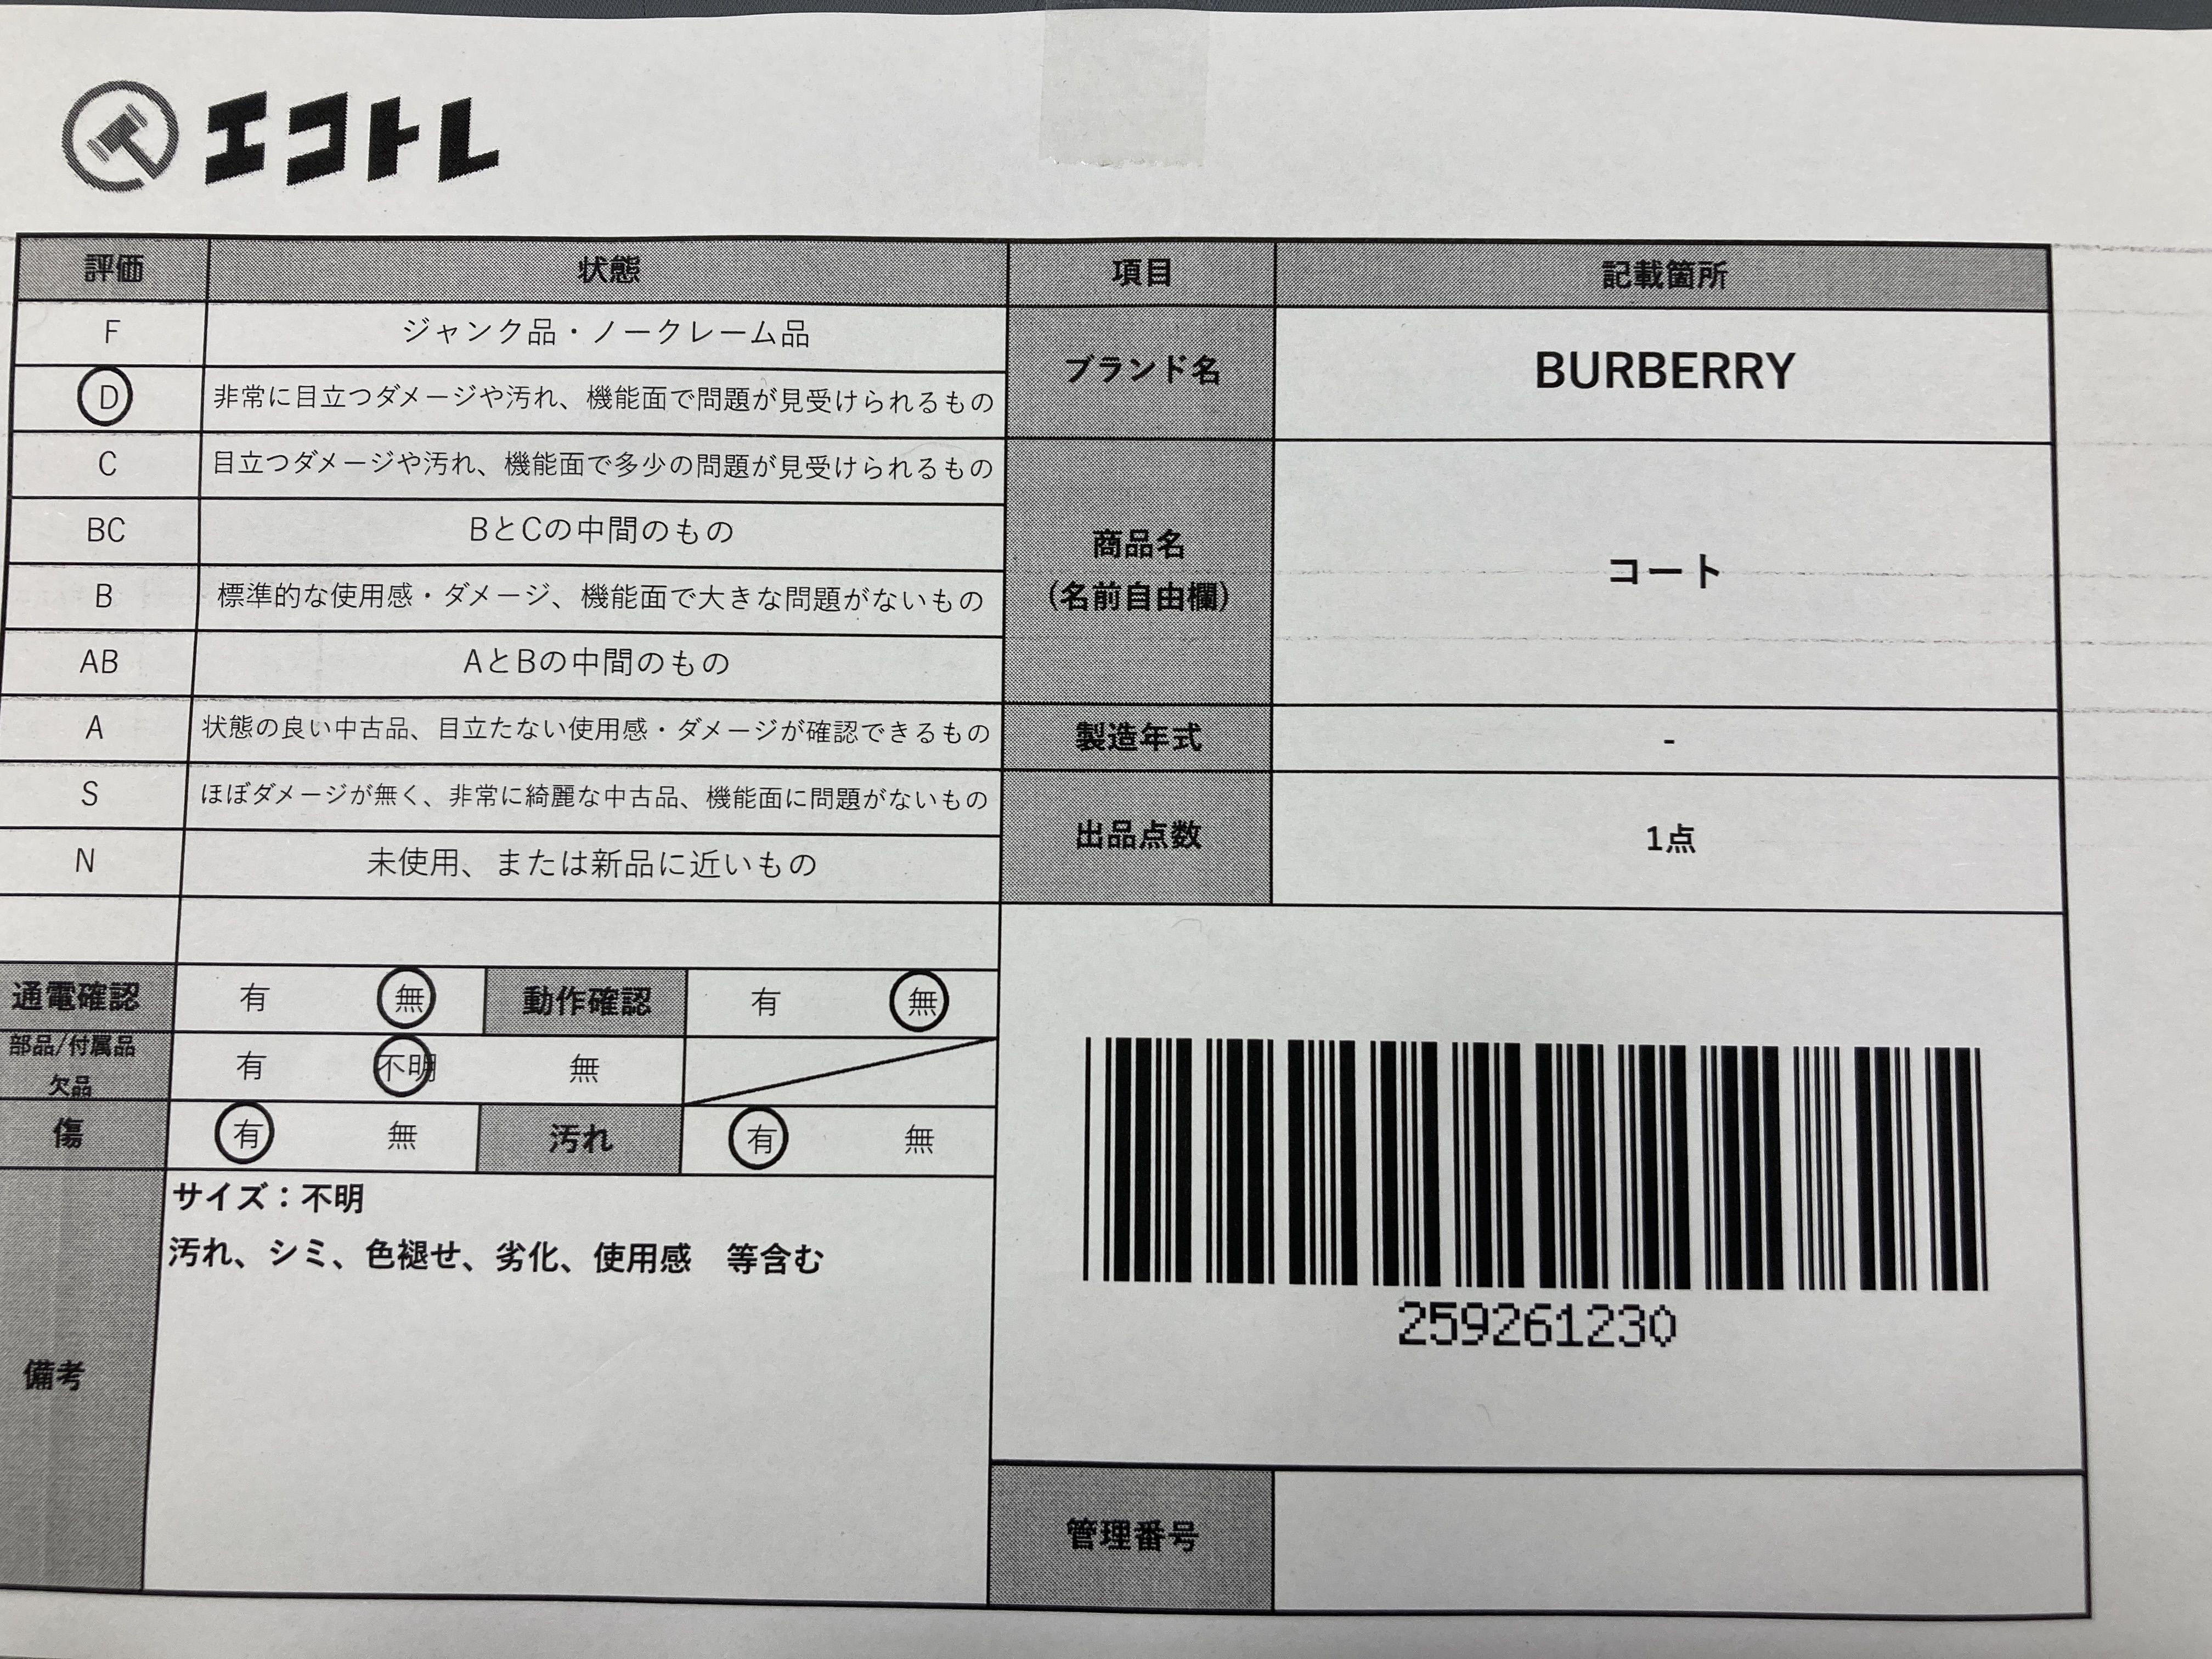 エコトレ
評価 状態 項目 記載箇所
F ジャンク品・ノークレーム品
D 非常に目立つダメージや汚れ、機能面で問題が見受けられるもの
ブランド名 BURBERRY
C 目立つダメージや汚れ、機能面で多少の問題が見受けられるもの
BC BとCの中間のもの
B 標準的な使用感・ダメージ、機能面で大きな問題がないもの
AB AとBの中間のもの
商品名
(名前自由欄)
コート
A 状態の良い中古品、目立たない使用感・ダメージが確認できるもの
製造年式 -
S ほぼダメージが無く、非常に綺麗な中古品、機能面に問題がないもの
N 未使用、または新品に近いもの
出品点数 1点
通電確認 有 無 動作確認 有 無
部品/付属品
欠品
有 不明 無
傷 有 無 汚れ 有 無
備考
サイズ：不明
汚れ、シミ、色褪せ、劣化、使用感 等含む
259261230
管理番号